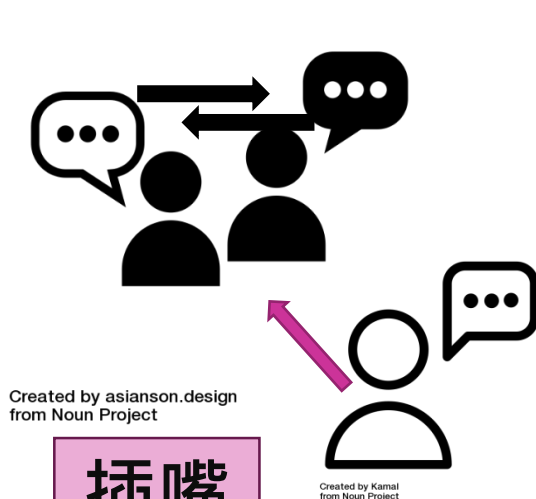 Created by asianson.design
from Noun Project
插嘴
Created by Kamal
from Noun Project